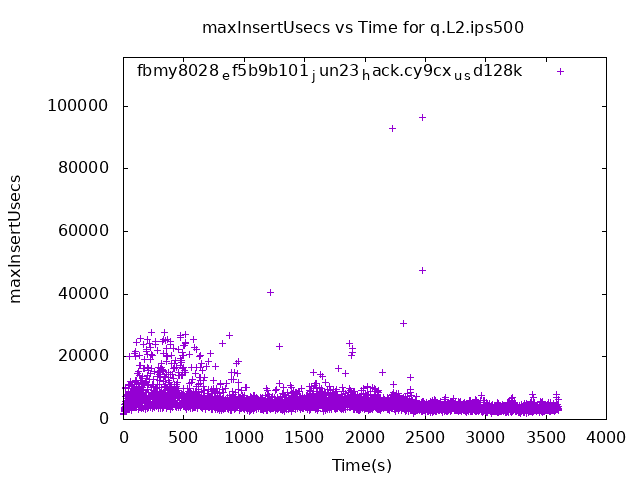 maxInsertUsecs vs Time for q.L2.ips500
fbmy8028ef5b9b101jun23hack.cy9cxusd128k
100000
80000
60000
40000
20000
0
maxInsertUsecs
0 500 1000 1500 2000 2500 3000 3500 4000
Time(s)